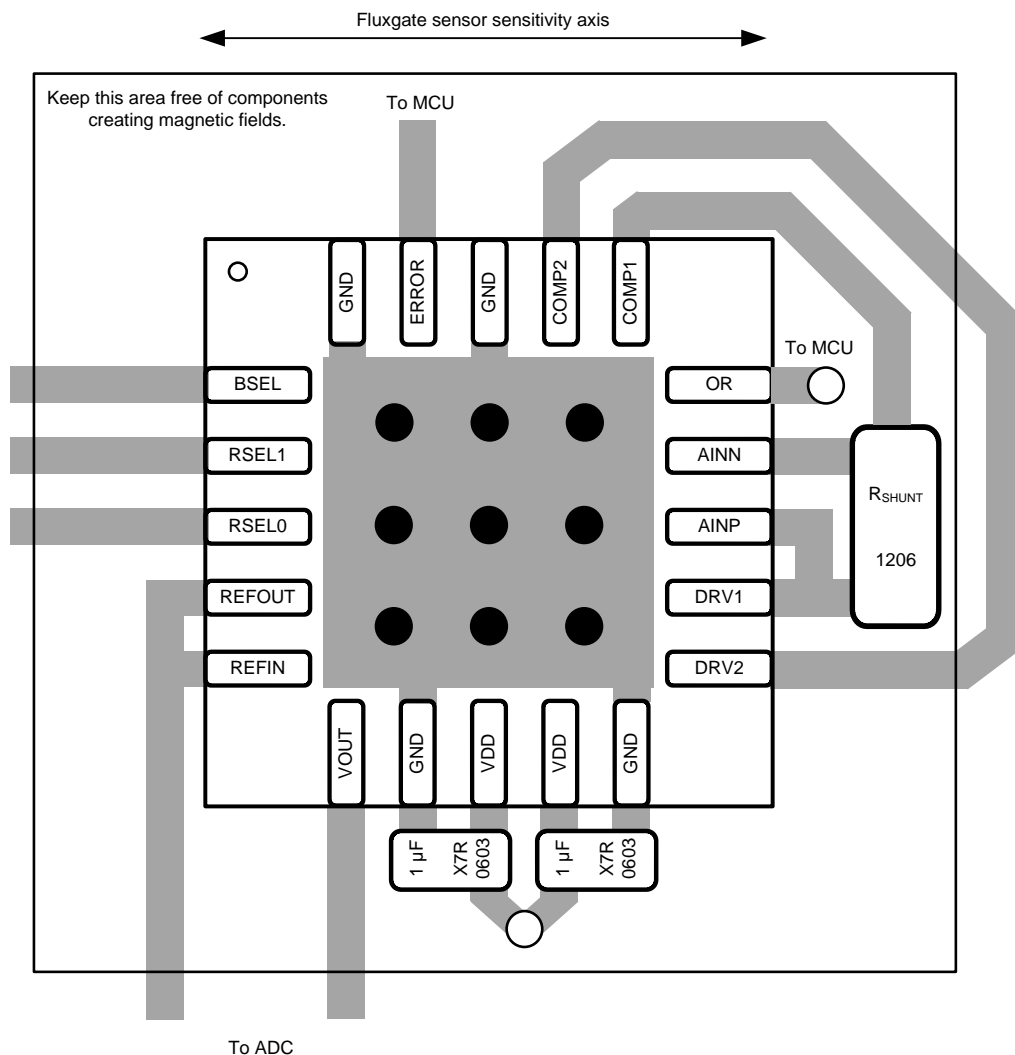 Fluxgate sensor sensitivity axis
Keep this area free of components
creating magnetic fields.
To MCU
GND
ERROR
GND
COMP2
COMP1
To MCU
BSEL
RSEL1
RSEL0
REFOUT
REFIN
OR
AINN
AINP
DRV1
DRV2
RSHUNT
1206
VOUT
GND
VDD
VDD
GND
1 µF
X7R
0603
1 µF
X7R
0603
To ADC